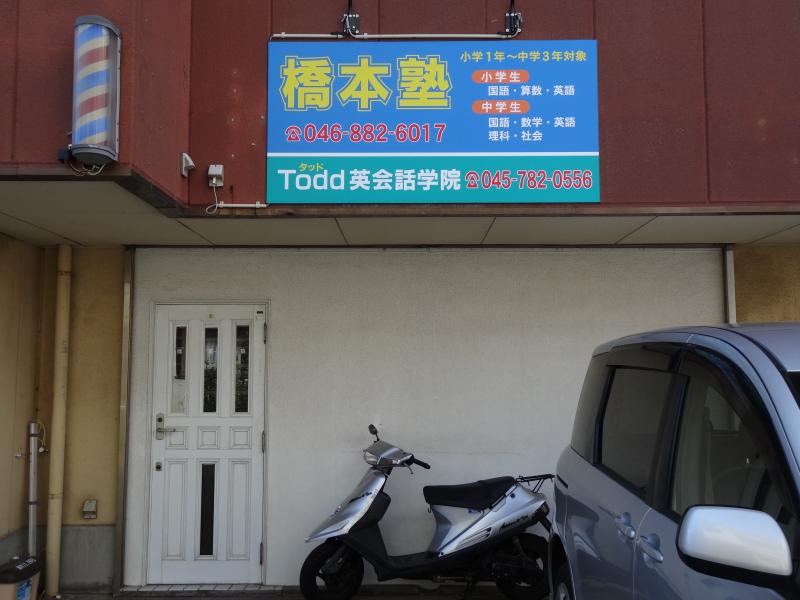 橋本塾
小学1年～中学3年対象
小学生
国語・算数・英語
中学生
国語・数学・英語
理科・社会
☎046-882-6017
タッド
Todd英会話学院 ☎045-782-0556